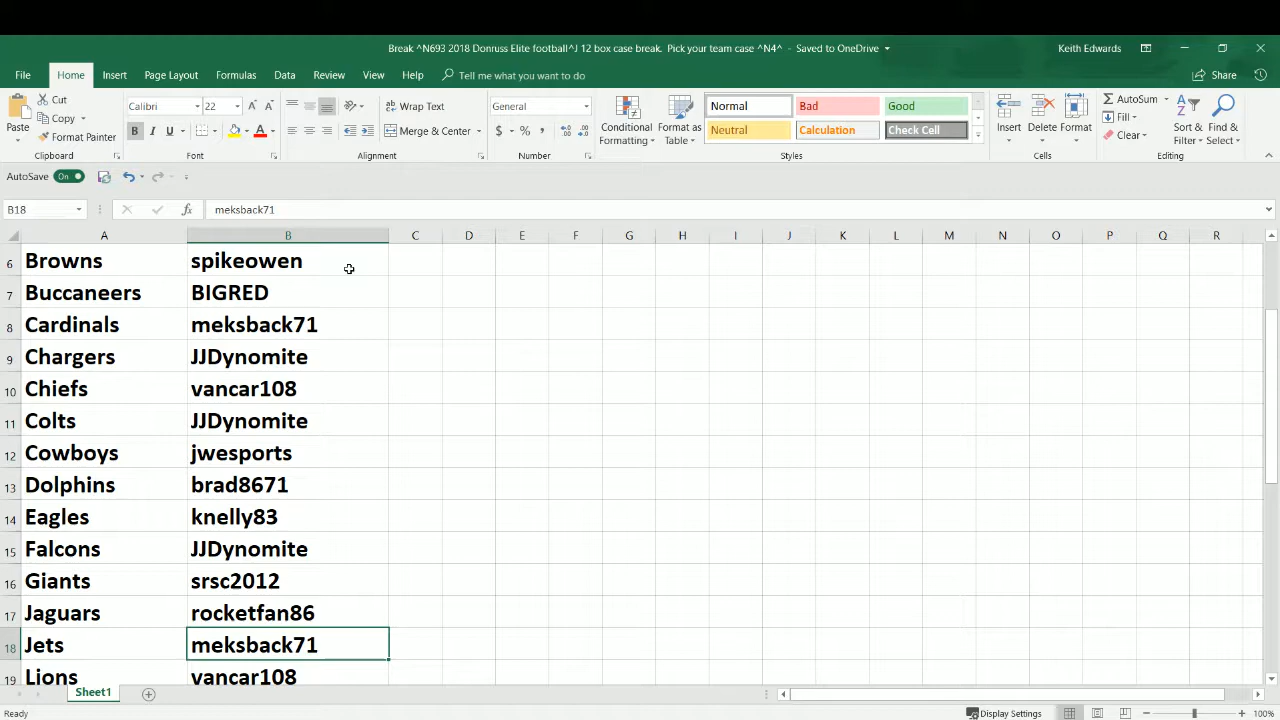 Break ^N693 2018 Donruss Elite football^J 12 box case break. Pick your team case ^N4^ - Saved to OneDrive
Keith Edwards
File Home Insert Page Layout Formulas Data Review View Help Tell me what you want to do Share
Paste Cut Copy Format Painter Clipboard
Calibri 22 A A B I U A Font
Wrap Text Merge & Center Alignment
General $ % , Number
Conditional Formatting Format as Table
Normal Bad Good
Neutral Calculation Check Cell
Styles
Insert Delete Format Cells
AutoSum Fill Clear Sort & Filter Find & Select Editing
AutoSave On
B18 fx meksback71
A B C D E F G H I J K L M N O P Q R
6 Browns spikeowen
7 Buccaneers BIGRED
8 Cardinals meksback71
9 Chargers JJDynomite
10 Chiefs vancar108
11 Colts JJDynomite
12 Cowboys jwesports
13 Dolphins brad8671
14 Eagles knelly83
15 Falcons JJDynomite
16 Giants srsc2012
17 Jaguars rocketfan86
18 Jets meksback71
19 Lions vancar108
Sheet1
Ready Display Settings 100%